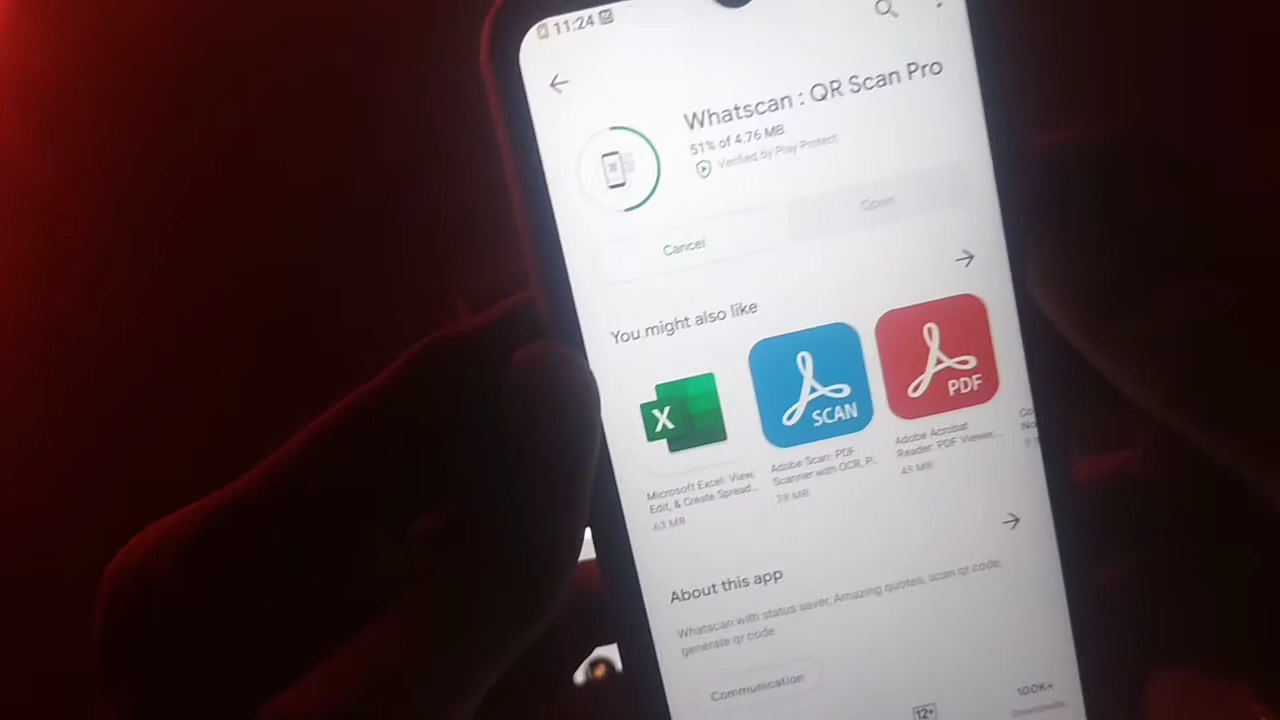 11:24
Whatscan : QR Scan Pro
51% of 4.76 MB
Verified by Play Protect
Cancel
Open
You might also like
X
SCAN
PDF
Microsoft Excel: View,
Edit, & Create Spread...
63 MB
Adobe Scan: PDF
Scanner with OCR, P...
79 MB
Adobe Acrobat
Reader: PDF Viewer...
45 MB
About this app
Whatscan with status saver, Amazing quotes, scan qr code,
generate qr code
Communication
12+
100K+
Downloads